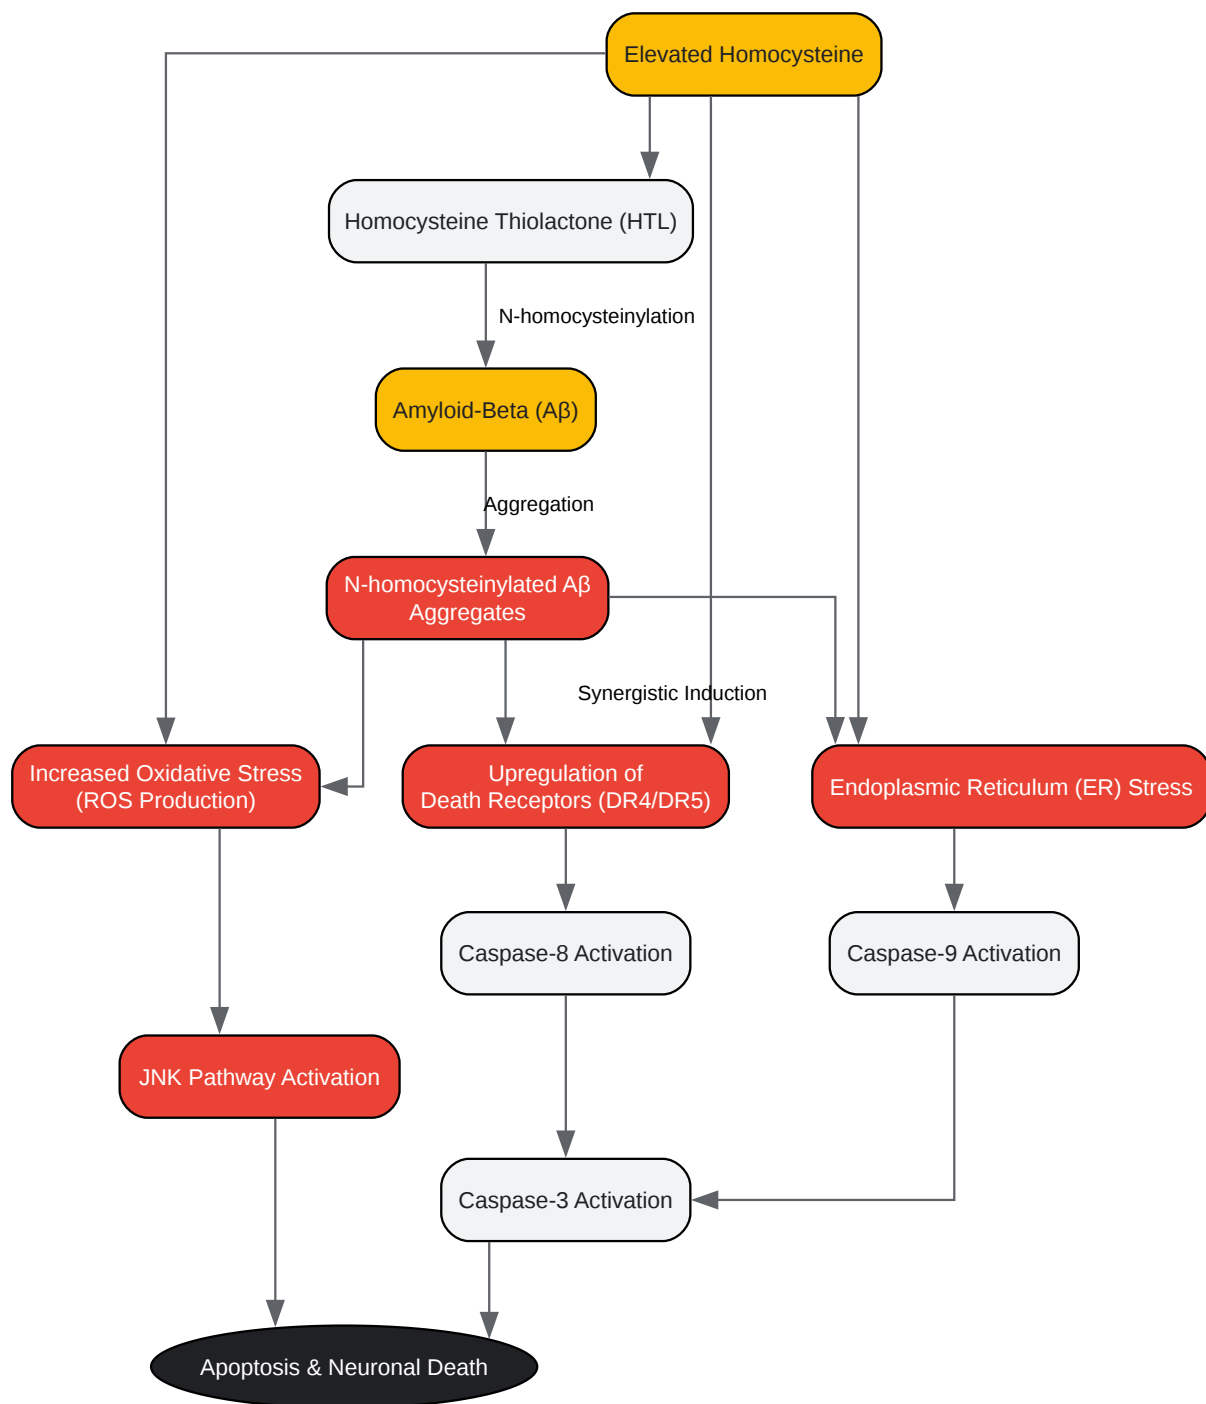 Elevated Homocysteine
Homocysteine Thiolactone (HTL)
N-homocysteinylation
Amyloid-Beta (Aβ)
Aggregation
N-homocysteinylated Aβ
Aggregates
Synergistic Induction
Increased Oxidative Stress
(ROS Production)
Upregulation of
Death Receptors (DR4/DR5)
Endoplasmic Reticulum (ER) Stress
Caspase-8 Activation
Caspase-9 Activation
JNK Pathway Activation
Caspase-3 Activation
Apoptosis & Neuronal Death